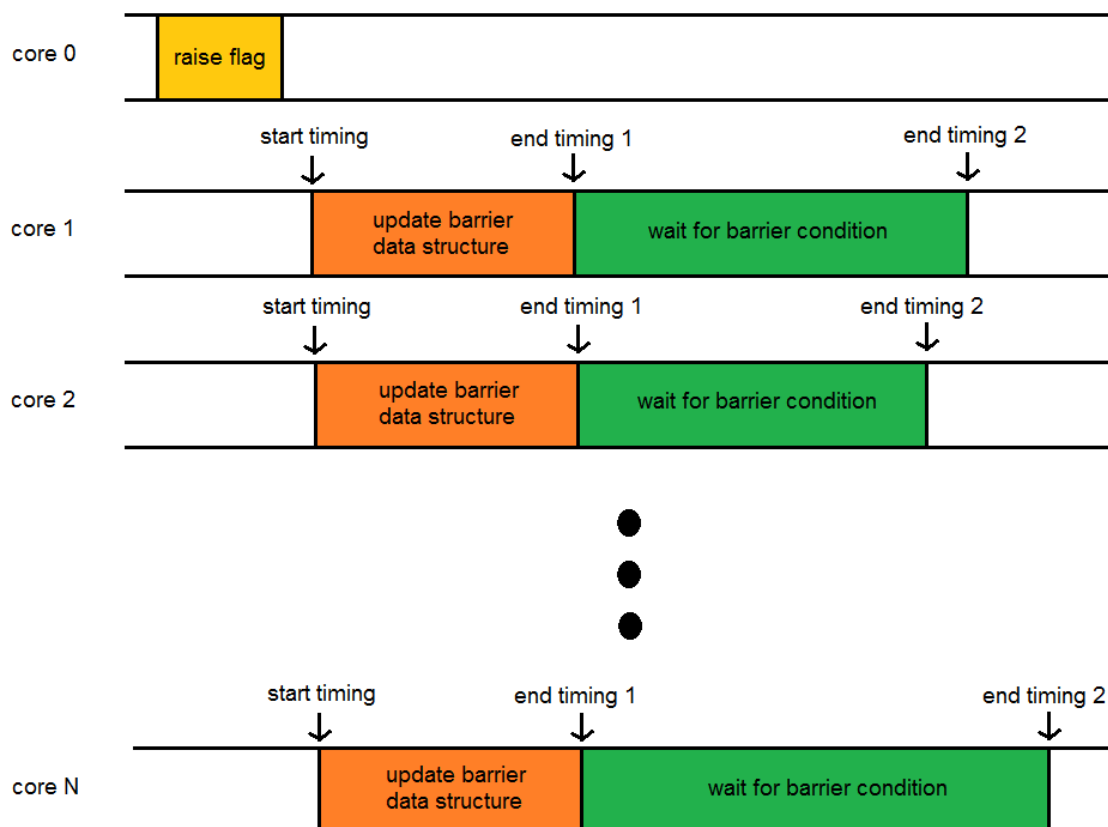 core 0
raise flag
start timing
end timing 1
end timing 2
core 1
update barrier
data structure
wait for barrier condition
start timing
end timing 1
end timing 2
core 2
update barrier
data structure
wait for barrier condition
start timing
end timing 1
end timing 2
core N
update barrier
data structure
wait for barrier condition